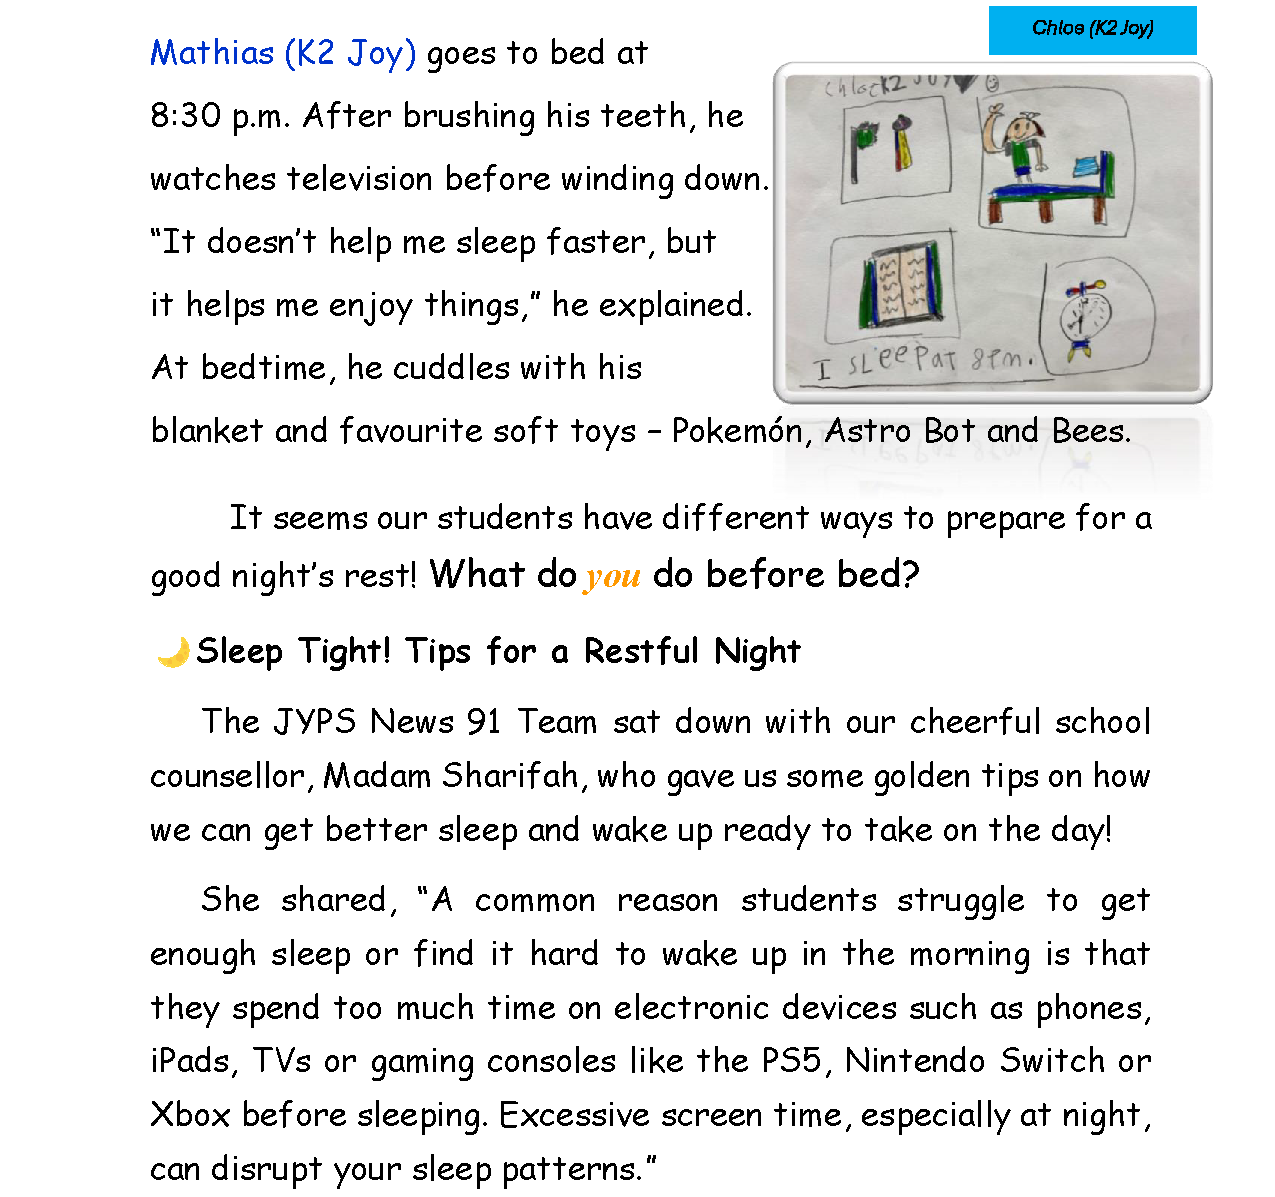 Chloe (K2 Joy)
Mathias (K2 Joy) goes to bed at
8:30 p.m. After brushing his teeth, he
watches television before winding down.
“It doesn’t help me sleep faster, but
it helps me enjoy things,” he explained.
At bedtime, he cuddles with his
blanket and favourite soft toys – Pokemón, Astro Bot and Bees.
Chloe K2 JOY
I sleep at 8pm.
It seems our students have different ways to prepare for a
good night’s rest! What do you do before bed?
Sleep Tight! Tips for a Restful Night
The JYPS News 91 Team sat down with our cheerful school
counsellor, Madam Sharifah, who gave us some golden tips on how
we can get better sleep and wake up ready to take on the day!
She shared, “A common reason students struggle to get
enough sleep or find it hard to wake up in the morning is that
they spend too much time on electronic devices such as phones,
iPads, TVs or gaming consoles like the PS5, Nintendo Switch or
Xbox before sleeping. Excessive screen time, especially at night,
can disrupt your sleep patterns.”